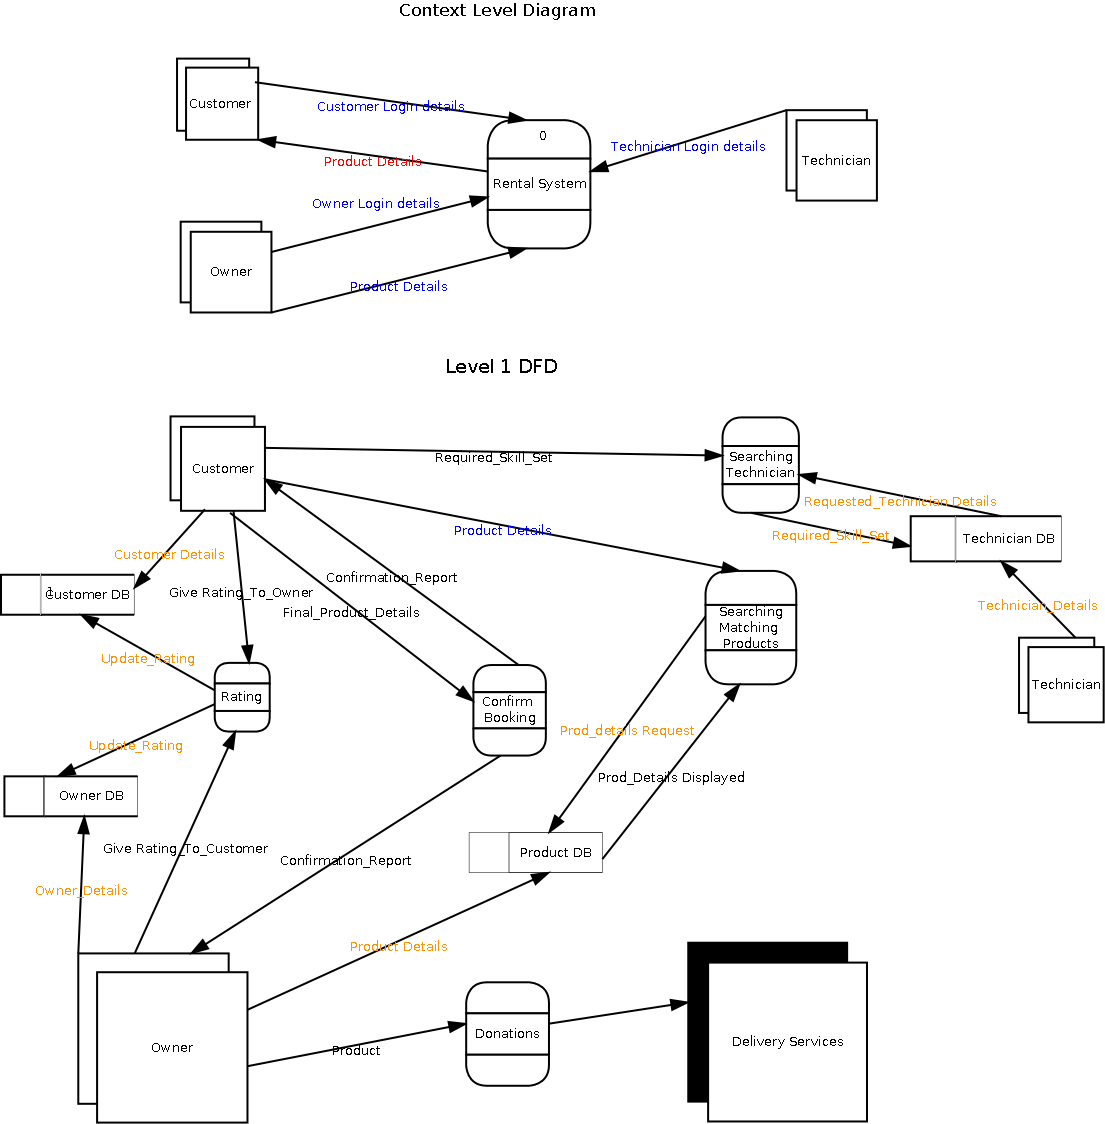 Context Level Diagram
Customer
Customer Login details
0
Technician Login details
Technician
Product Details
Rental System
Owner Login details
Owner
Product Details
Level 1 DFD
Customer
Required_Skill_Set
Searching
Technician
Requested_Technician Details
Product Details
Required_Skill_Set
Technician DB
Customer Details
Confirmation_Report
1
Customer DB
Give Rating_To_Owner
Final_Product_Details
Searching
Matching
Products
Technician_Details
Update_Rating
Technician
Rating
Confirm
Booking
Prod_details Request
Update_Rating
Prod_Details Displayed
Owner DB
Give Rating_To_Customer
Confirmation_Report
Product DB
Owner_Details
Product Details
Donations
Delivery Services
Owner
Product